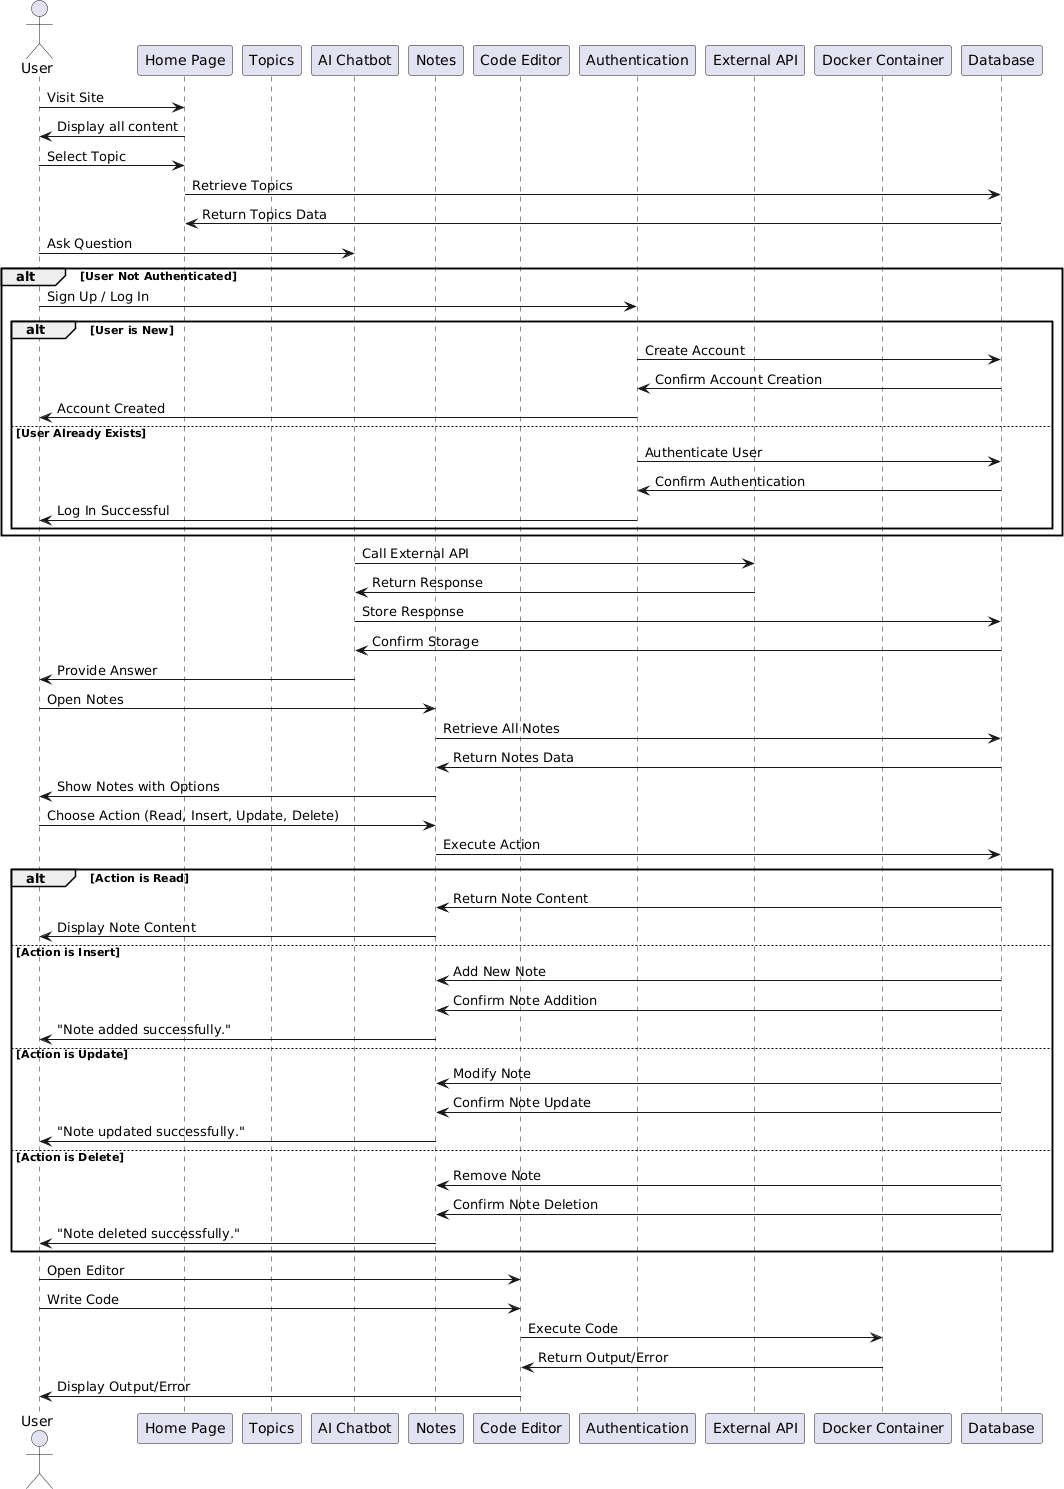 User
Home Page
Topics
AI Chatbot
Notes
Code Editor
Authentication
External API
Docker Container
Database
Visit Site
Display all content
Select Topic
Retrieve Topics
Return Topics Data
Ask Question
alt [User Not Authenticated]
Sign Up / Log In
alt [User is New]
Create Account
Confirm Account Creation
Account Created
[User Already Exists]
Authenticate User
Confirm Authentication
Log In Successful
Call External API
Return Response
Store Response
Confirm Storage
Provide Answer
Open Notes
Retrieve All Notes
Return Notes Data
Show Notes with Options
Choose Action (Read, Insert, Update, Delete)
Execute Action
alt [Action is Read]
Return Note Content
Display Note Content
[Action is Insert]
Add New Note
Confirm Note Addition
"Note added successfully."
[Action is Update]
Modify Note
Confirm Note Update
"Note updated successfully."
[Action is Delete]
Remove Note
Confirm Note Deletion
"Note deleted successfully."
Open Editor
Write Code
Execute Code
Return Output/Error
Display Output/Error
User
Home Page
Topics
AI Chatbot
Notes
Code Editor
Authentication
External API
Docker Container
Database